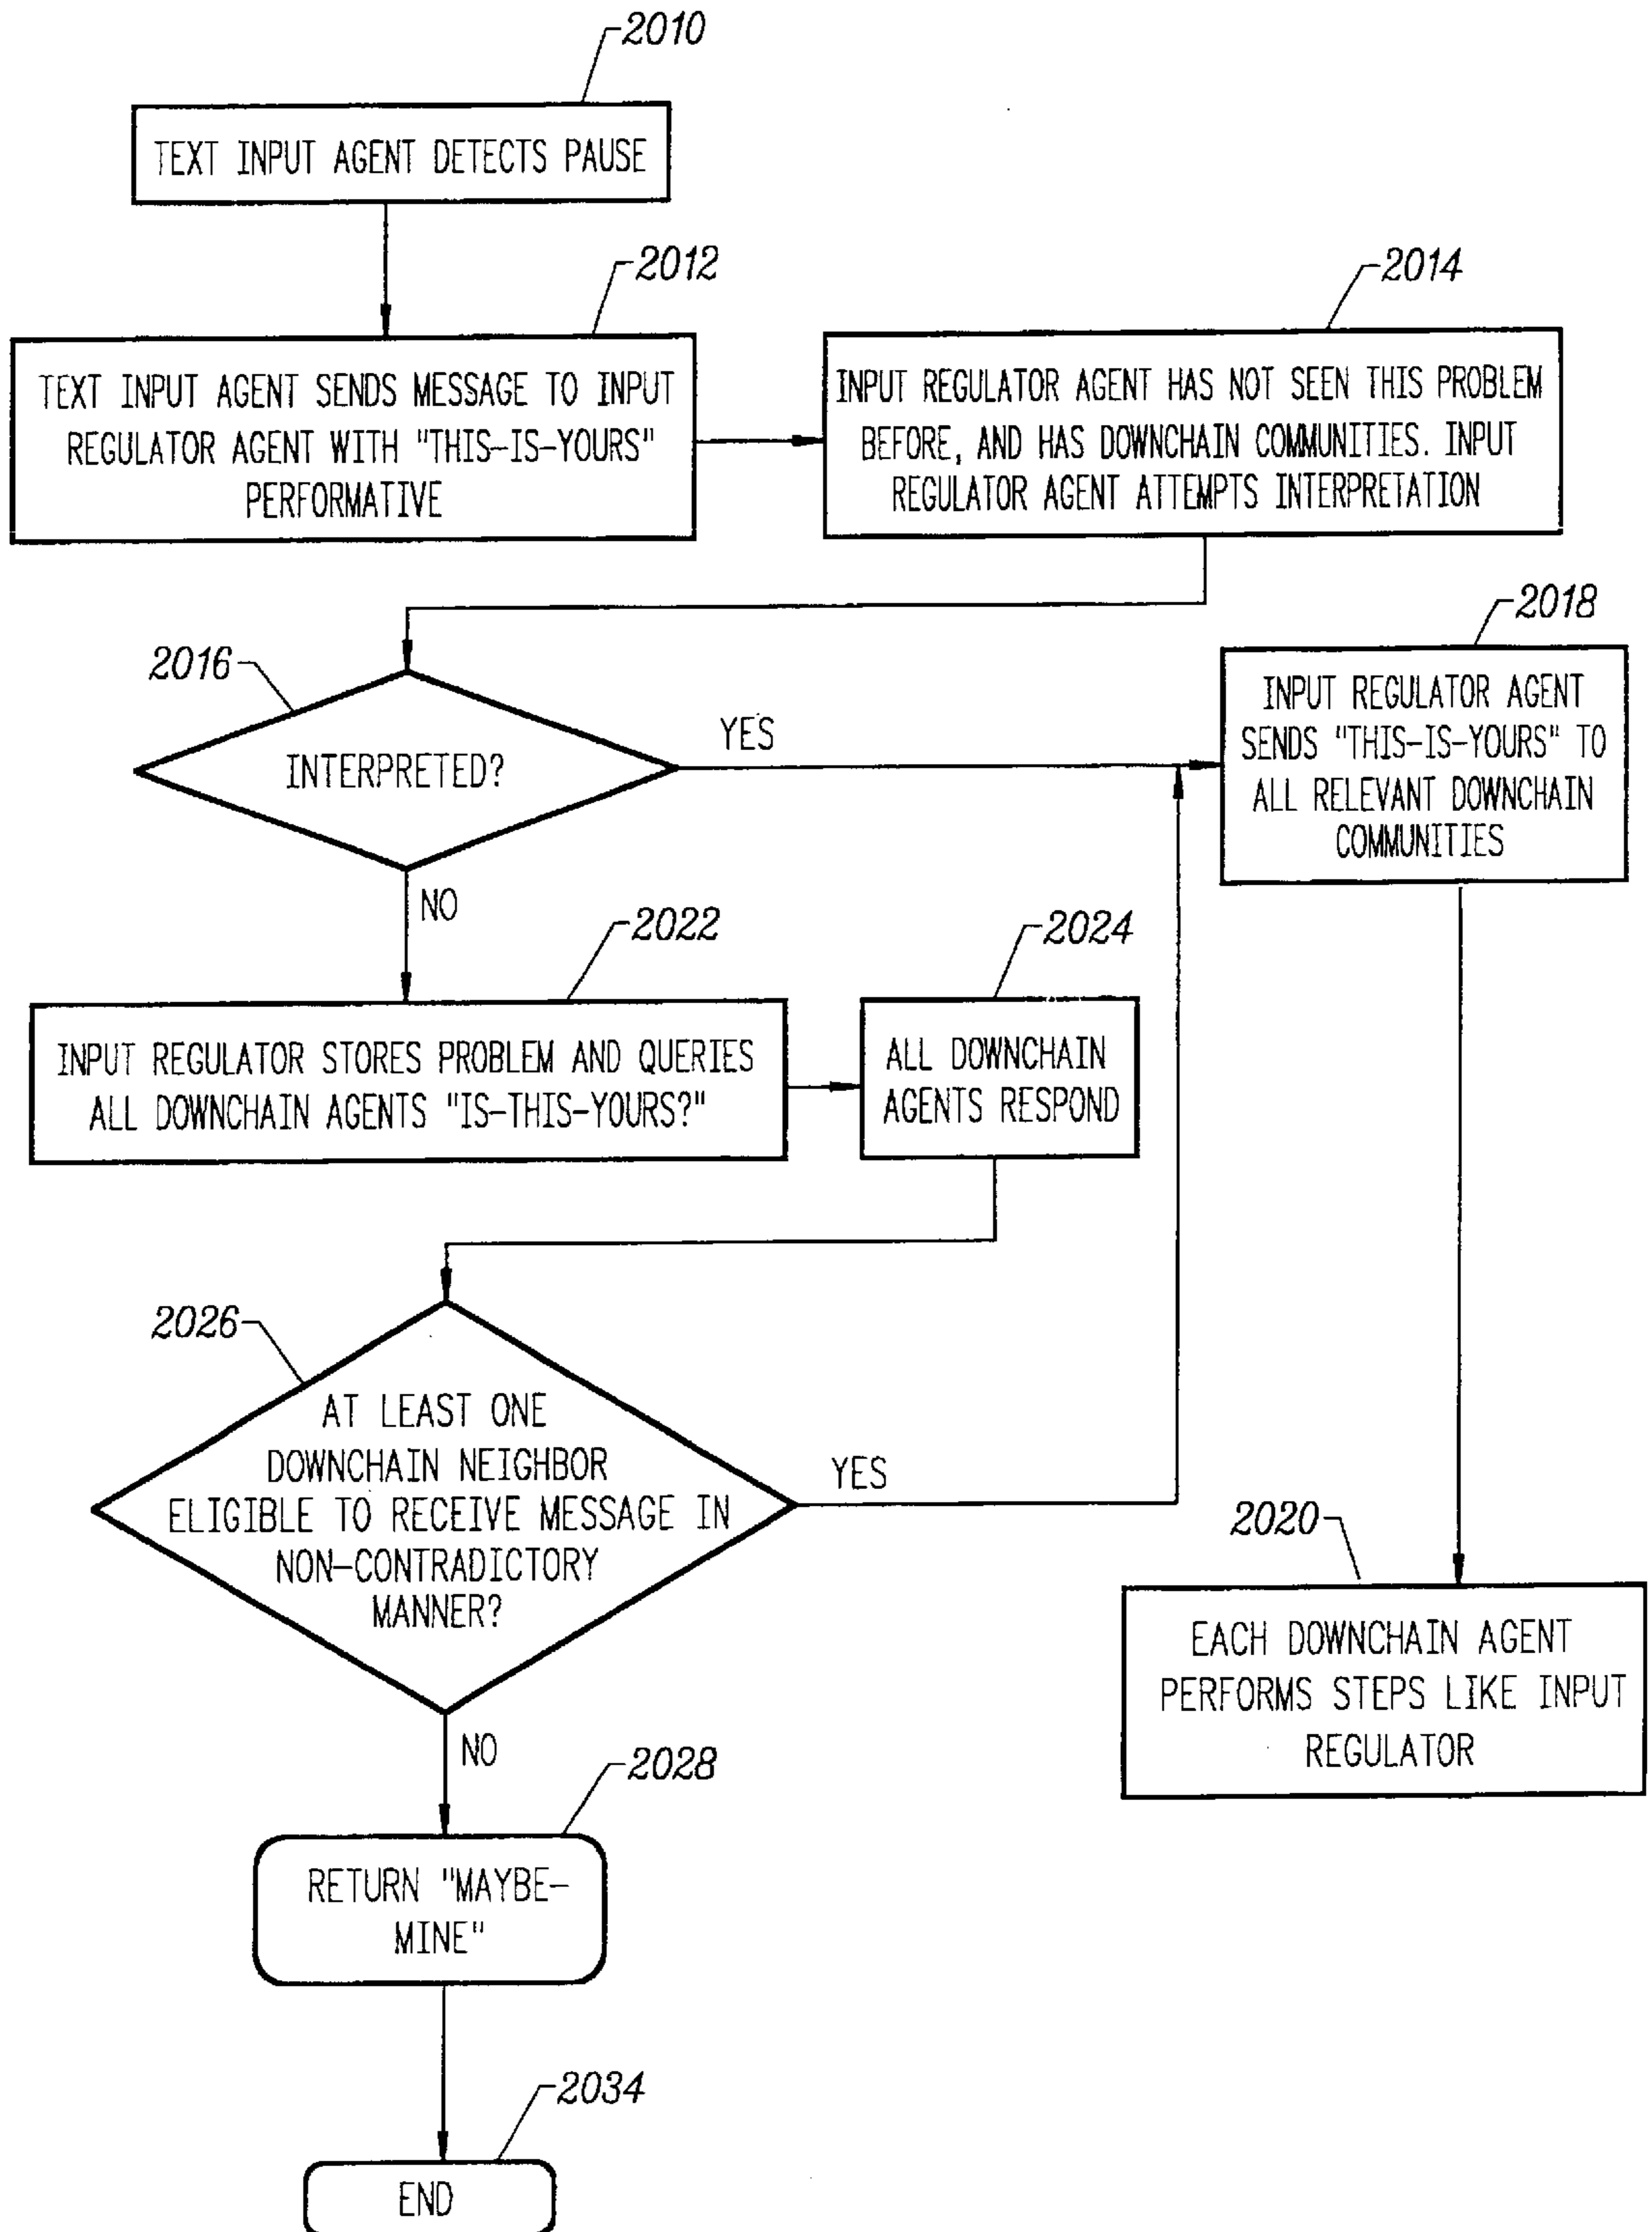 2010
TEXT INPUT AGENT DETECTS PAUSE
2012
TEXT INPUT AGENT SENDS MESSAGE TO INPUT
REGULATOR AGENT WITH "THIS-IS-YOURS"
PERFORMATIVE
2014
INPUT REGULATOR AGENT HAS NOT SEEN THIS PROBLEM
BEFORE, AND HAS DOWNCHAIN COMMUNITIES. INPUT
REGULATOR AGENT ATTEMPTS INTERPRETATION
2016
INTERPRETED?
YES
2018
INPUT REGULATOR AGENT
SENDS "THIS-IS-YOURS" TO
ALL RELEVANT DOWNCHAIN
COMMUNITIES
NO
2022
INPUT REGULATOR STORES PROBLEM AND QUERIES
ALL DOWNCHAIN AGENTS "IS-THIS-YOURS?"
2024
ALL DOWNCHAIN
AGENTS RESPOND
2026
AT LEAST ONE
DOWNCHAIN NEIGHBOR
ELIGIBLE TO RECEIVE MESSAGE IN
NON-CONTRADICTORY
MANNER?
YES
2020
EACH DOWNCHAIN AGENT
PERFORMS STEPS LIKE INPUT
REGULATOR
NO
2028
RETURN "MAYBE-
MINE"
2034
END